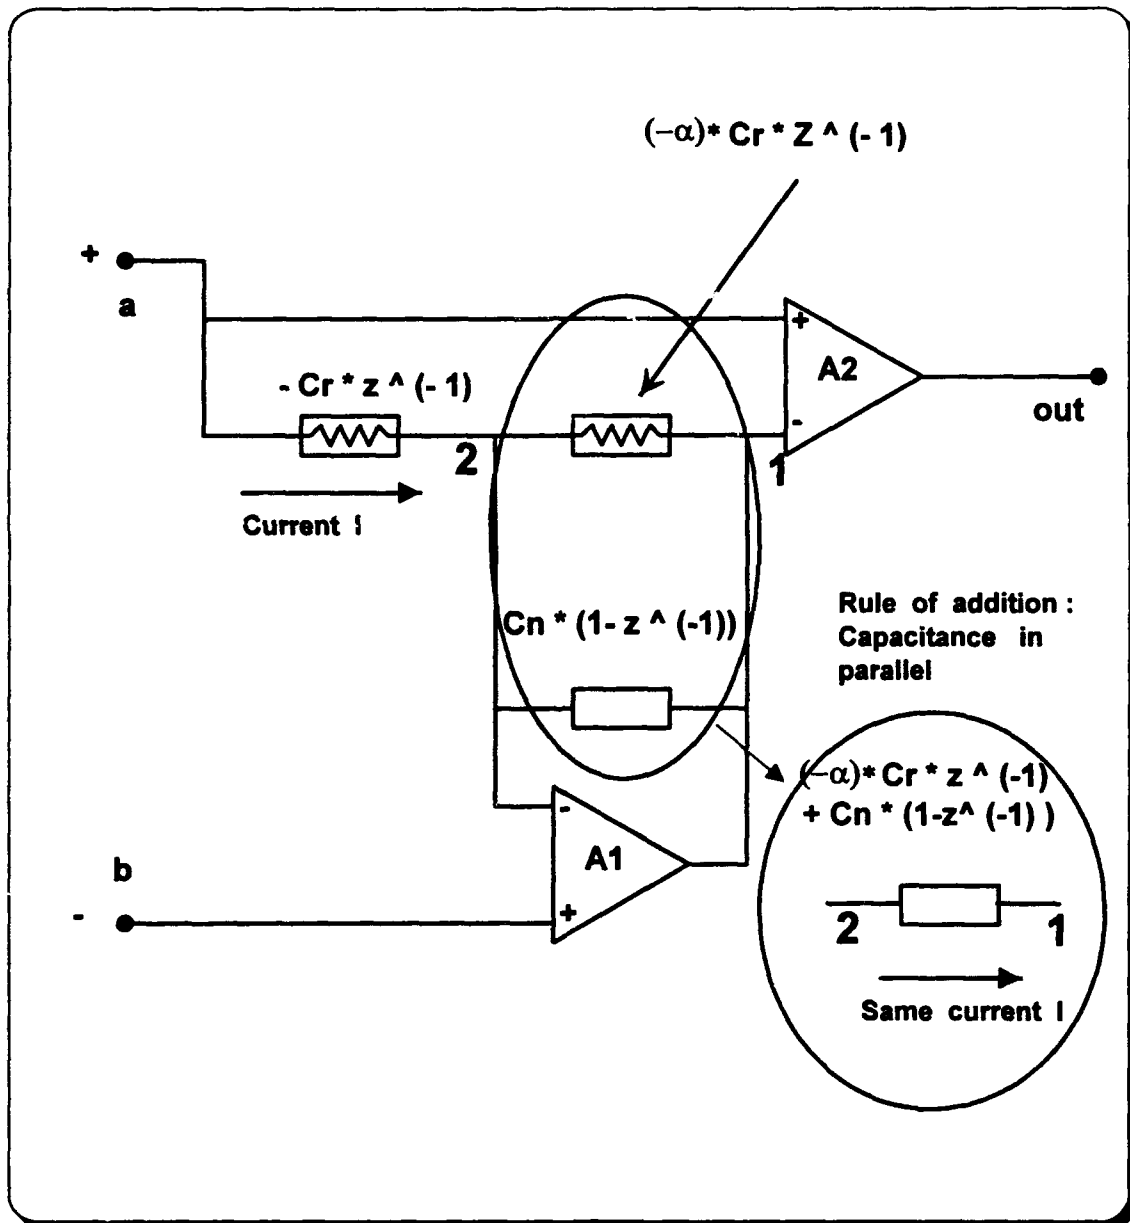 (-α)* Cr * Z ^ (- 1)
+
a
+
A2
- Cr * z ^ (- 1)
-
out
2
1
Current I
Cn * (1- z ^ (-1))
Rule of addition :
Capacitance in
parallel
(-α)* Cr * z ^ (-1)
+ Cn * (1-z^ (-1) )
-
A1
b
+
-
2
1
Same current I